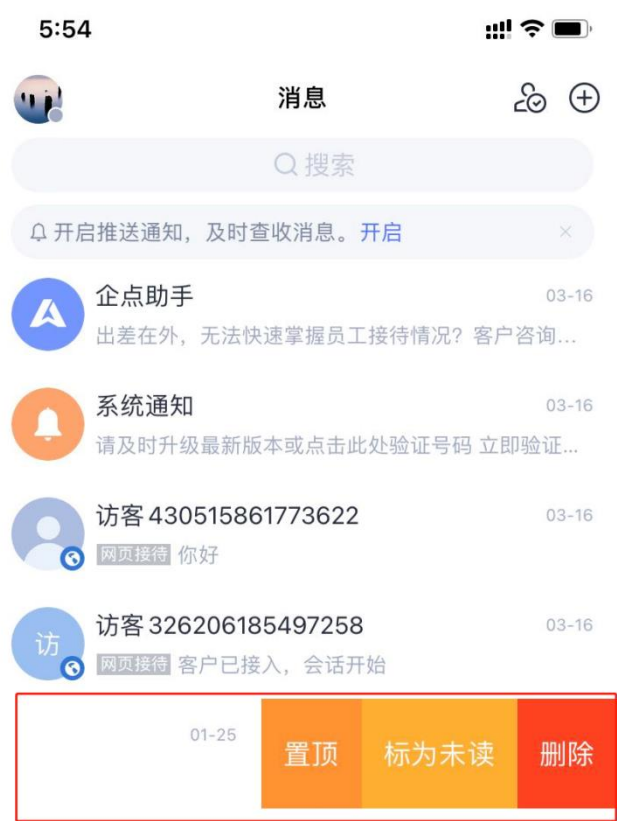 5:54
消息
搜索
开启推送通知，及时查收消息。开启
企点助手 03-16
出差在外，无法快速掌握员工接待情况？客户咨询...
系统通知 03-16
请及时升级最新版本或点击此处验证号码 立即验证...
访客430515861773622 03-16
网页接待 你好
访 访客326206185497258 03-16
网页接待 客户已接入，会话开始
01-25 置顶 标为未读 删除